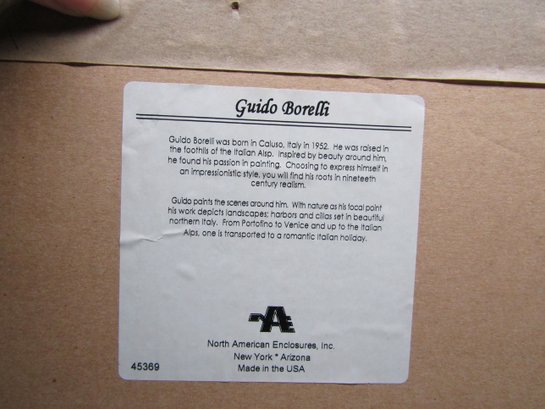 Guido Borelli
Guido Borelli was born in Caluso, Italy in 1952. He was raised in
the foothils of the Italian Alsp. Inspired by beauty around him,
he found his passion in painting. Choosing to express himself in
an impressionistic style, you will find his roots in nineteeth
century realism.
Guido paints the scenes around him. With nature as his focal point
his work depicts landscapes; harbors and cillas set in beautiful
northern Italy. From Portofino to Venice and up to the Italian
Alps, one is transported to a romantic Italian holiday.
NAE
North American Enclosures, Inc.
New York * Arizona
45369 Made in the USA